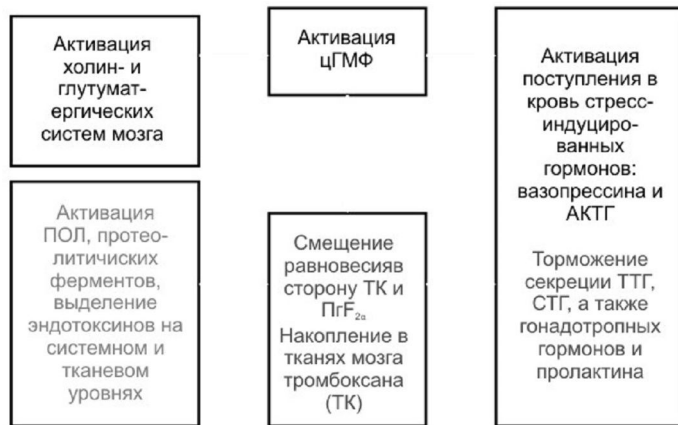 Активация
холин- и
глутумат-
ергических
систем мозга
Активация
ПОЛ, протео-
литичиских
ферментов,
выделение
эндотоксинов на
системном и
тканевом
уровнях
Активация
цГМФ
Смещение
равновесияв
сторону ТК и
ПгF₂α
Накопление в
тканях мозга
тромбоксана
(ТК)
Активация
поступления в
кровь стресс-
индуциро-
ванных
гормонов:
вазопрессина и
АКТГ
Торможение
секреции ТТГ,
СТГ, а также
гонадотропных
гормонов и
пролактина